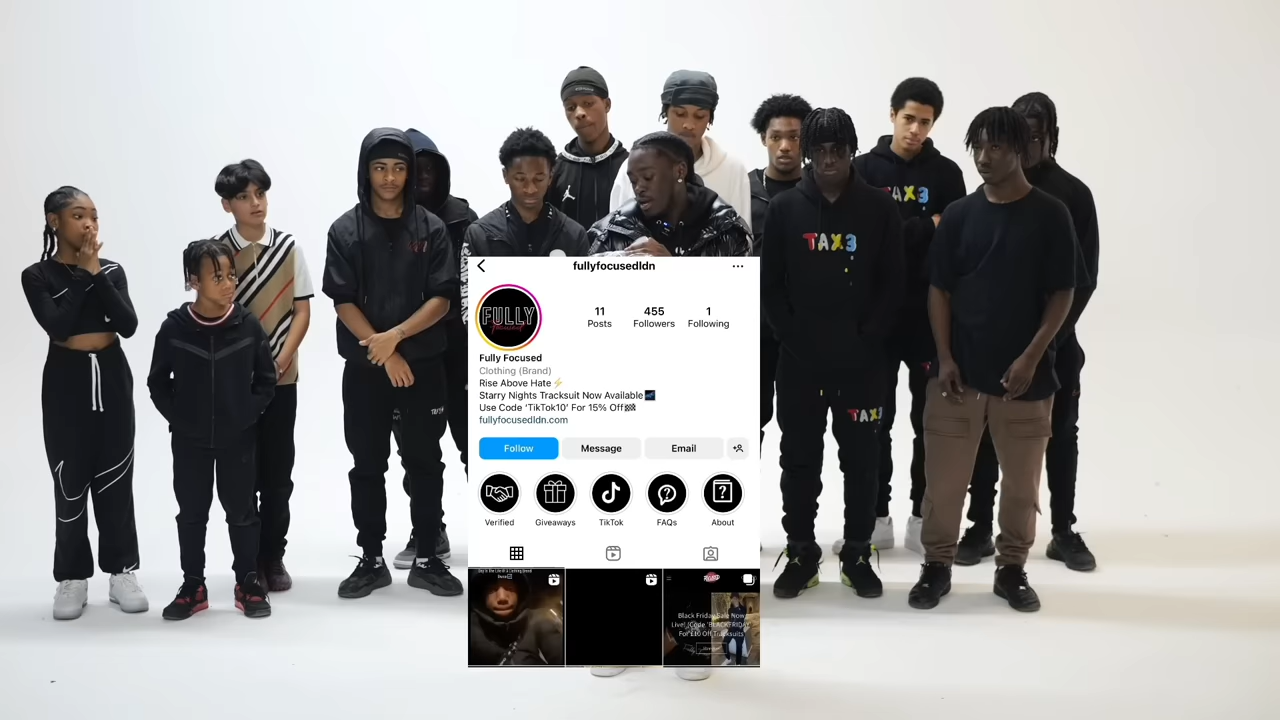 fullyfocusedldn
FULLY
focused
11
Posts
455
Followers
1
Following
Fully Focused
Clothing (Brand)
Rise Above Hate⚡
Starry Nights Tracksuit Now Available🌌
Use Code 'TikTok10' For 15% Off🏁
fullyfocusedldn.com
Follow
Message
Email
Verified
Giveaways
TikTok
FAQs
About
Black Friday Sale Now
Live! (Code 'BLACKFRIDAY'
For £10 Off Tracksuits
TAX3
TAX3
TAX3